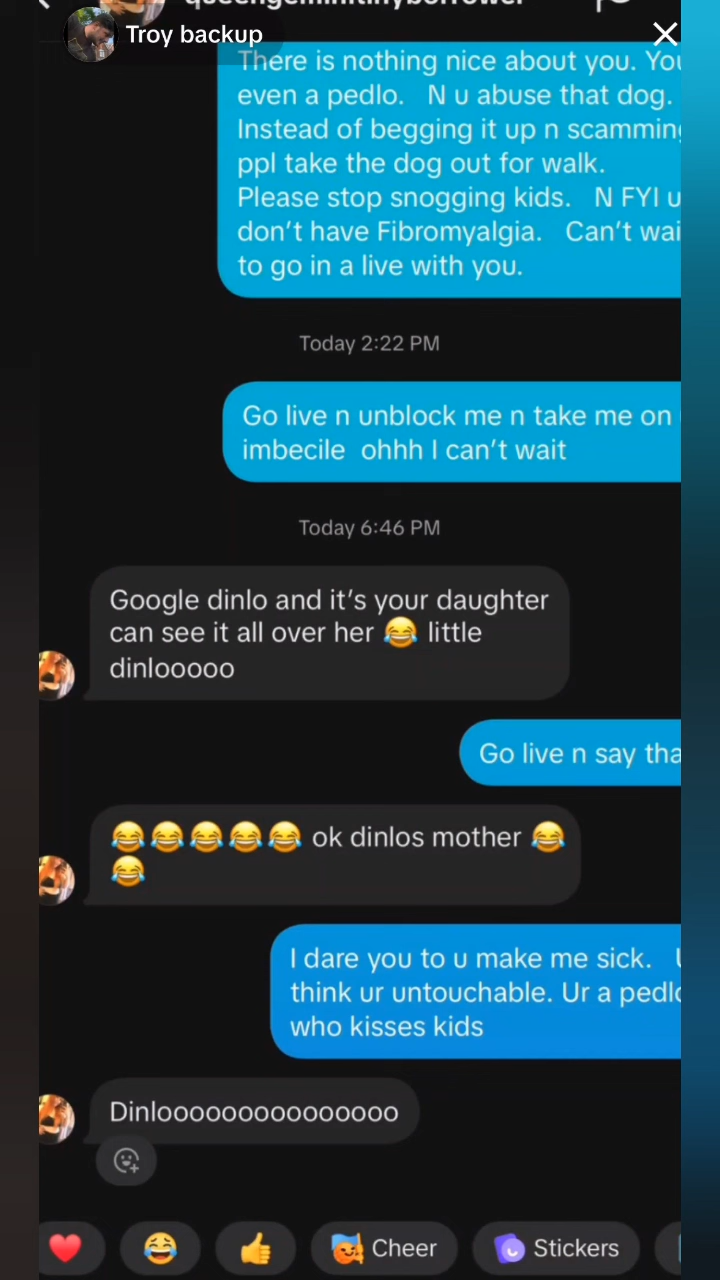 Troy backup
There is nothing nice about you. You
even a pedlo. N u abuse that dog.
Instead of begging it up n scamming
ppl take the dog out for walk.
Please stop snogging kids. N FYI u
don't have Fibromyalgia. Can't wai
to go in a live with you.
Today 2:22 PM
Go live n unblock me n take me on
imbecile ohhh I can't wait
Today 6:46 PM
Google dinlo and it's your daughter
can see it all over her 😂 little
dinlooooo
Go live n say tha
😂😂😂😂😂 ok dinlos mother 😂
😂
I dare you to u make me sick. U
think ur untouchable. Ur a pedlo
who kisses kids
Dinlooooooooooooooo
Cheer
Stickers